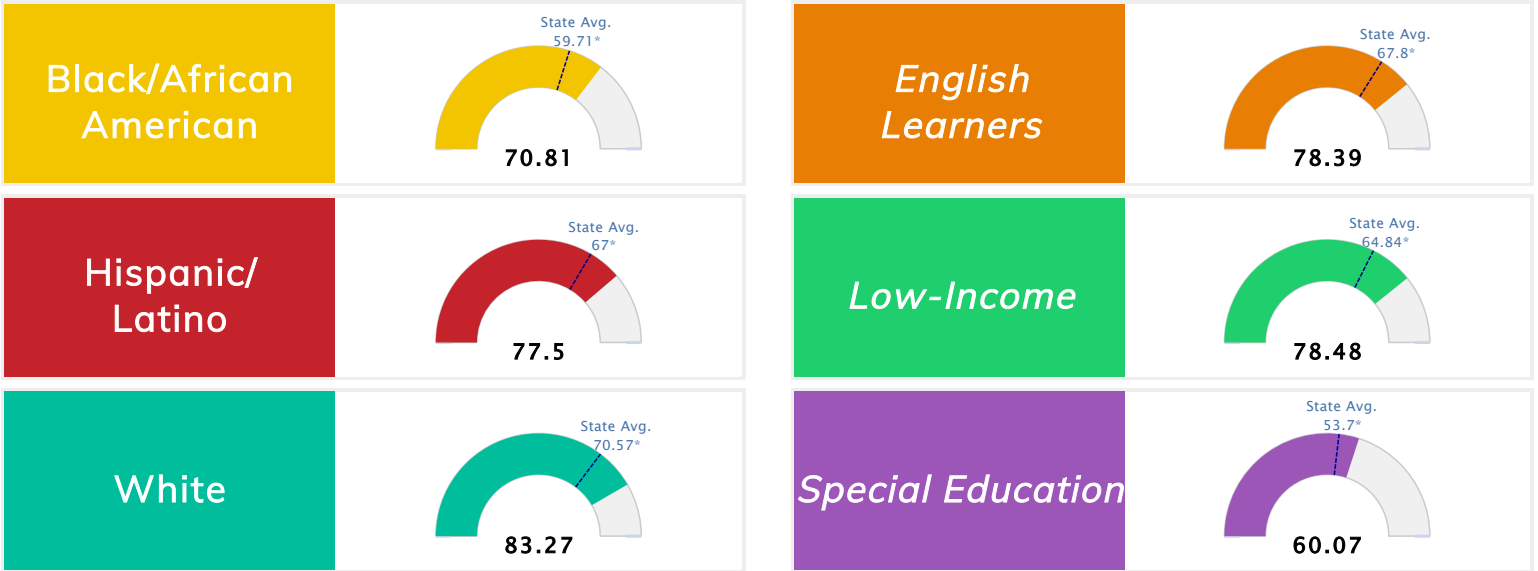 Black/African
American
State Avg.
59.71*
70.81
English
Learners
State Avg.
67.8*
78.39
Hispanic/
Latino
State Avg.
67*
77.5
Low-Income
State Avg.
64.84*
78.48
White
State Avg.
70.57*
83.27
Special Education
State Avg.
53.7*
60.07